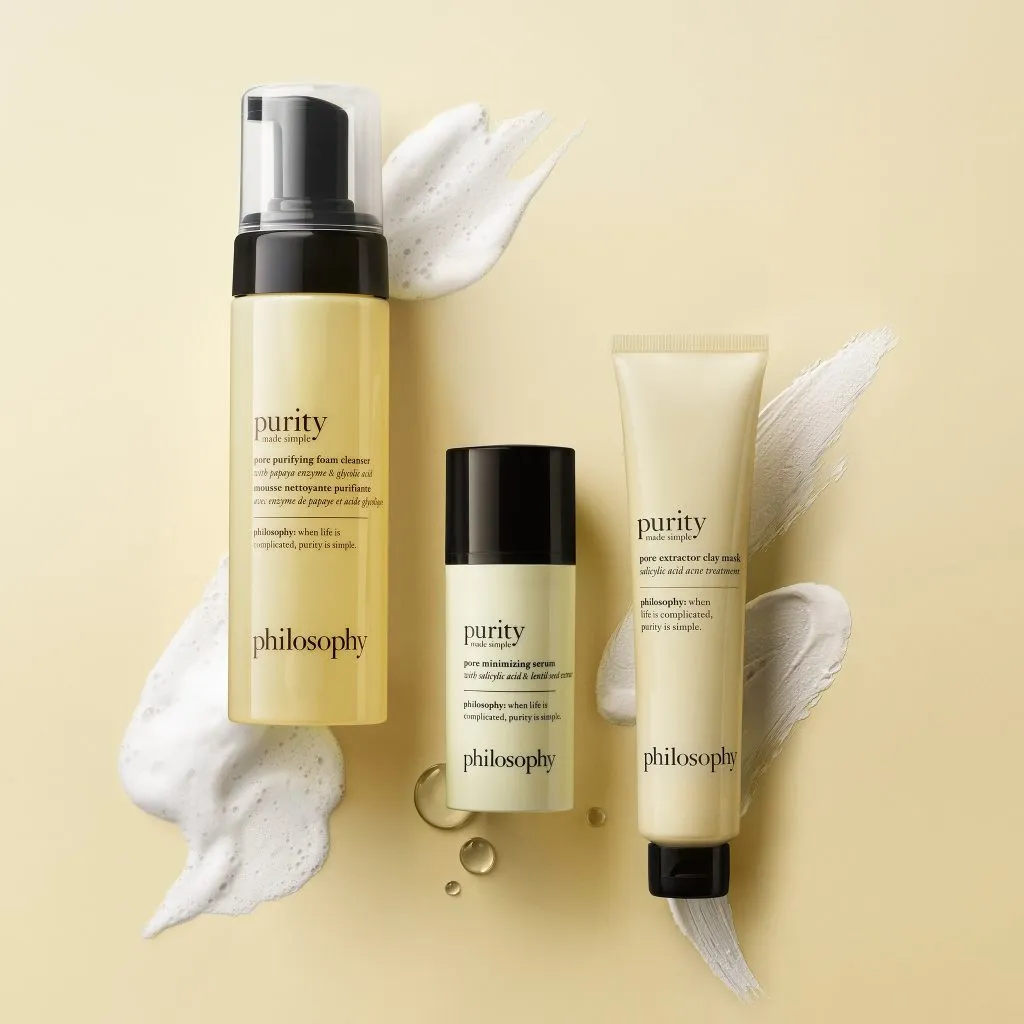 purity
made simple
pore purifying foam cleanser
with papaya enzyme & glycolic acid
mousse nettoyante purifiante
avec enzyme de papaye et acide glycolique
philosophy: when life is
complicated, purity is simple.
philosophy
purity
made simple
pore minimizing serum
with salicylic acid & lentil seed extract
philosophy: when life is
complicated, purity is simple.
philosophy
purity
made simple
pore extractor clay mask
salicylic acid acne treatment
philosophy: when
life is complicated,
purity is simple.
philosophy